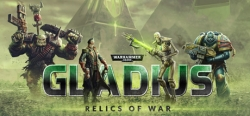 WARHAMMER
40,000
GLADIUS
RELICS OF WAR